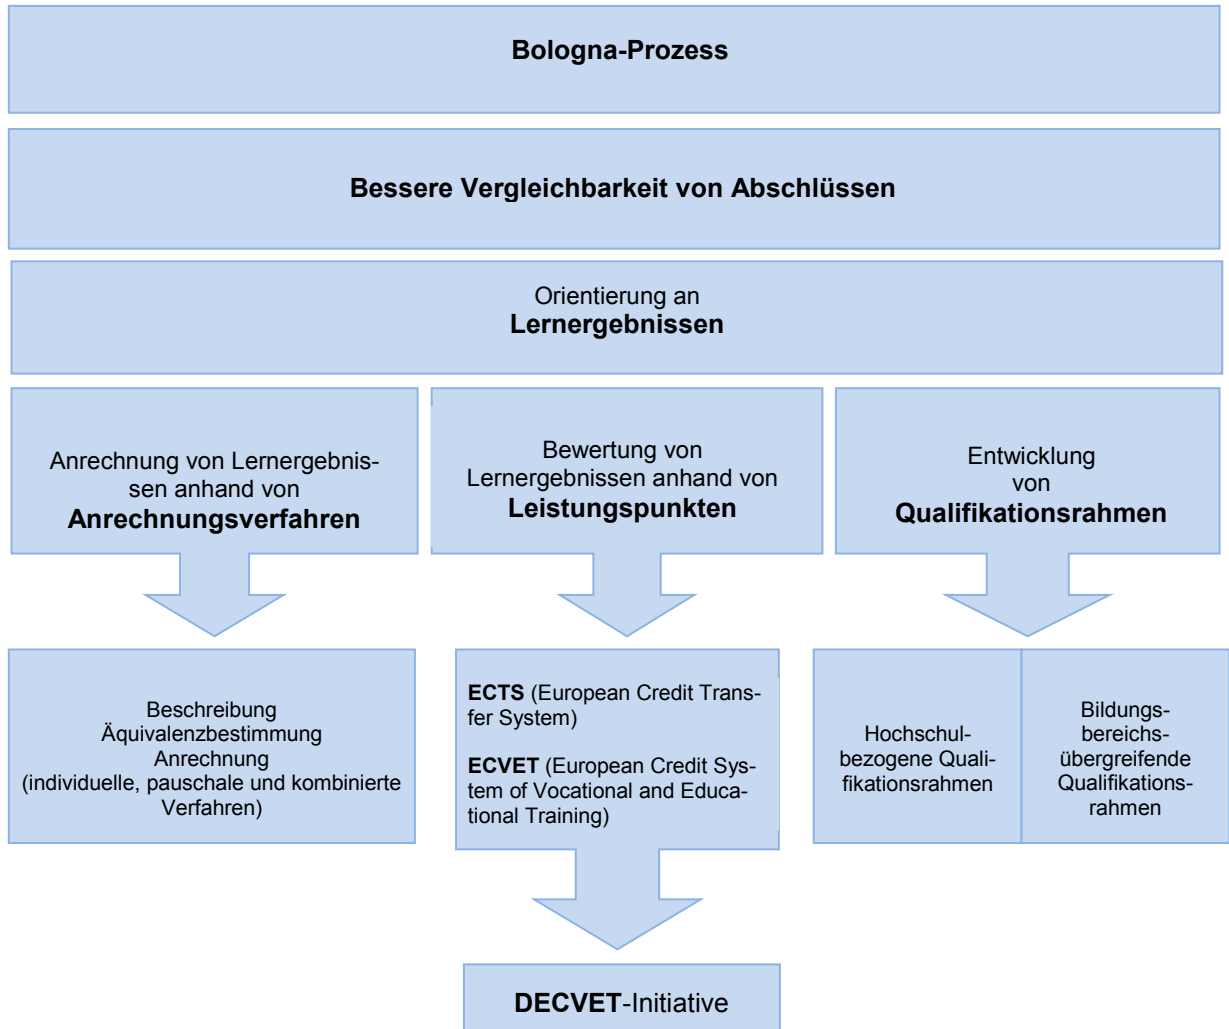 Bologna-Prozess
Bessere Vergleichbarkeit von Abschlüssen
Orientierung an
Lernergebnissen
Anrechnung von Lernergebnis-
sen anhand von
Anrechnungsverfahren
Bewertung von
Lernergebnissen anhand von
Leistungspunkten
Entwicklung
von
Qualifikationsrahmen
Beschreibung
Äquivalenzbestimmung
Anrechnung
(individuelle, pauschale und kombinierte
Verfahren)
ECTS (European Credit Trans-
fer System)
ECVET (European Credit Sys-
tem of Vocational and Educa-
tional Training)
Hochschul-
bezogene Quali-
fikationsrahmen
Bildungs-
bereichs-
übergreifende
Qualifikations-
rahmen
DECVET-Initiative